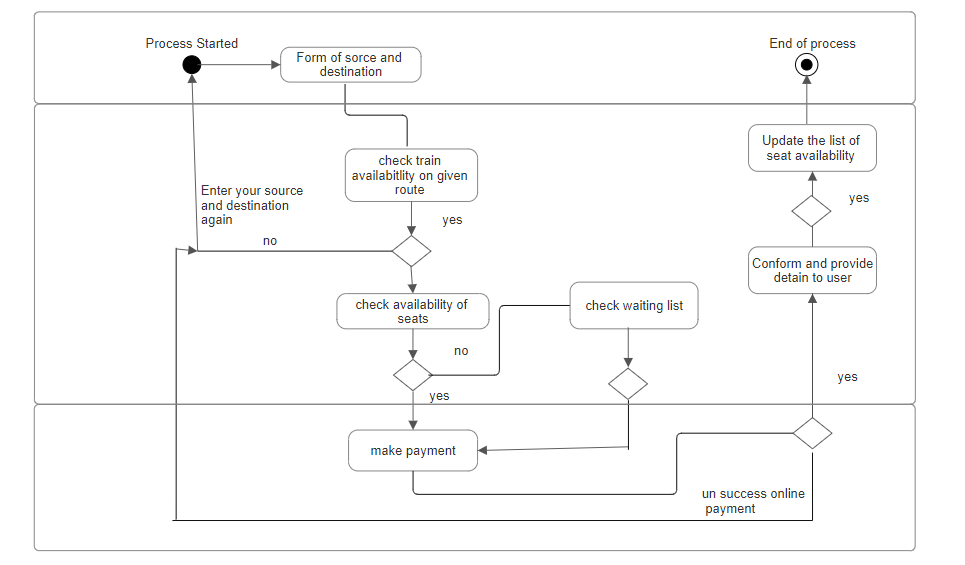 Process Started
End of process
Form of sorce and
destination
Update the list of
seat availability
check train
availabitlity on given
route
Enter your source
and destination
again
yes
yes
no
Conform and provide
detain to user
check availability of
seats
check waiting list
no
yes
yes
make payment
un success online
payment